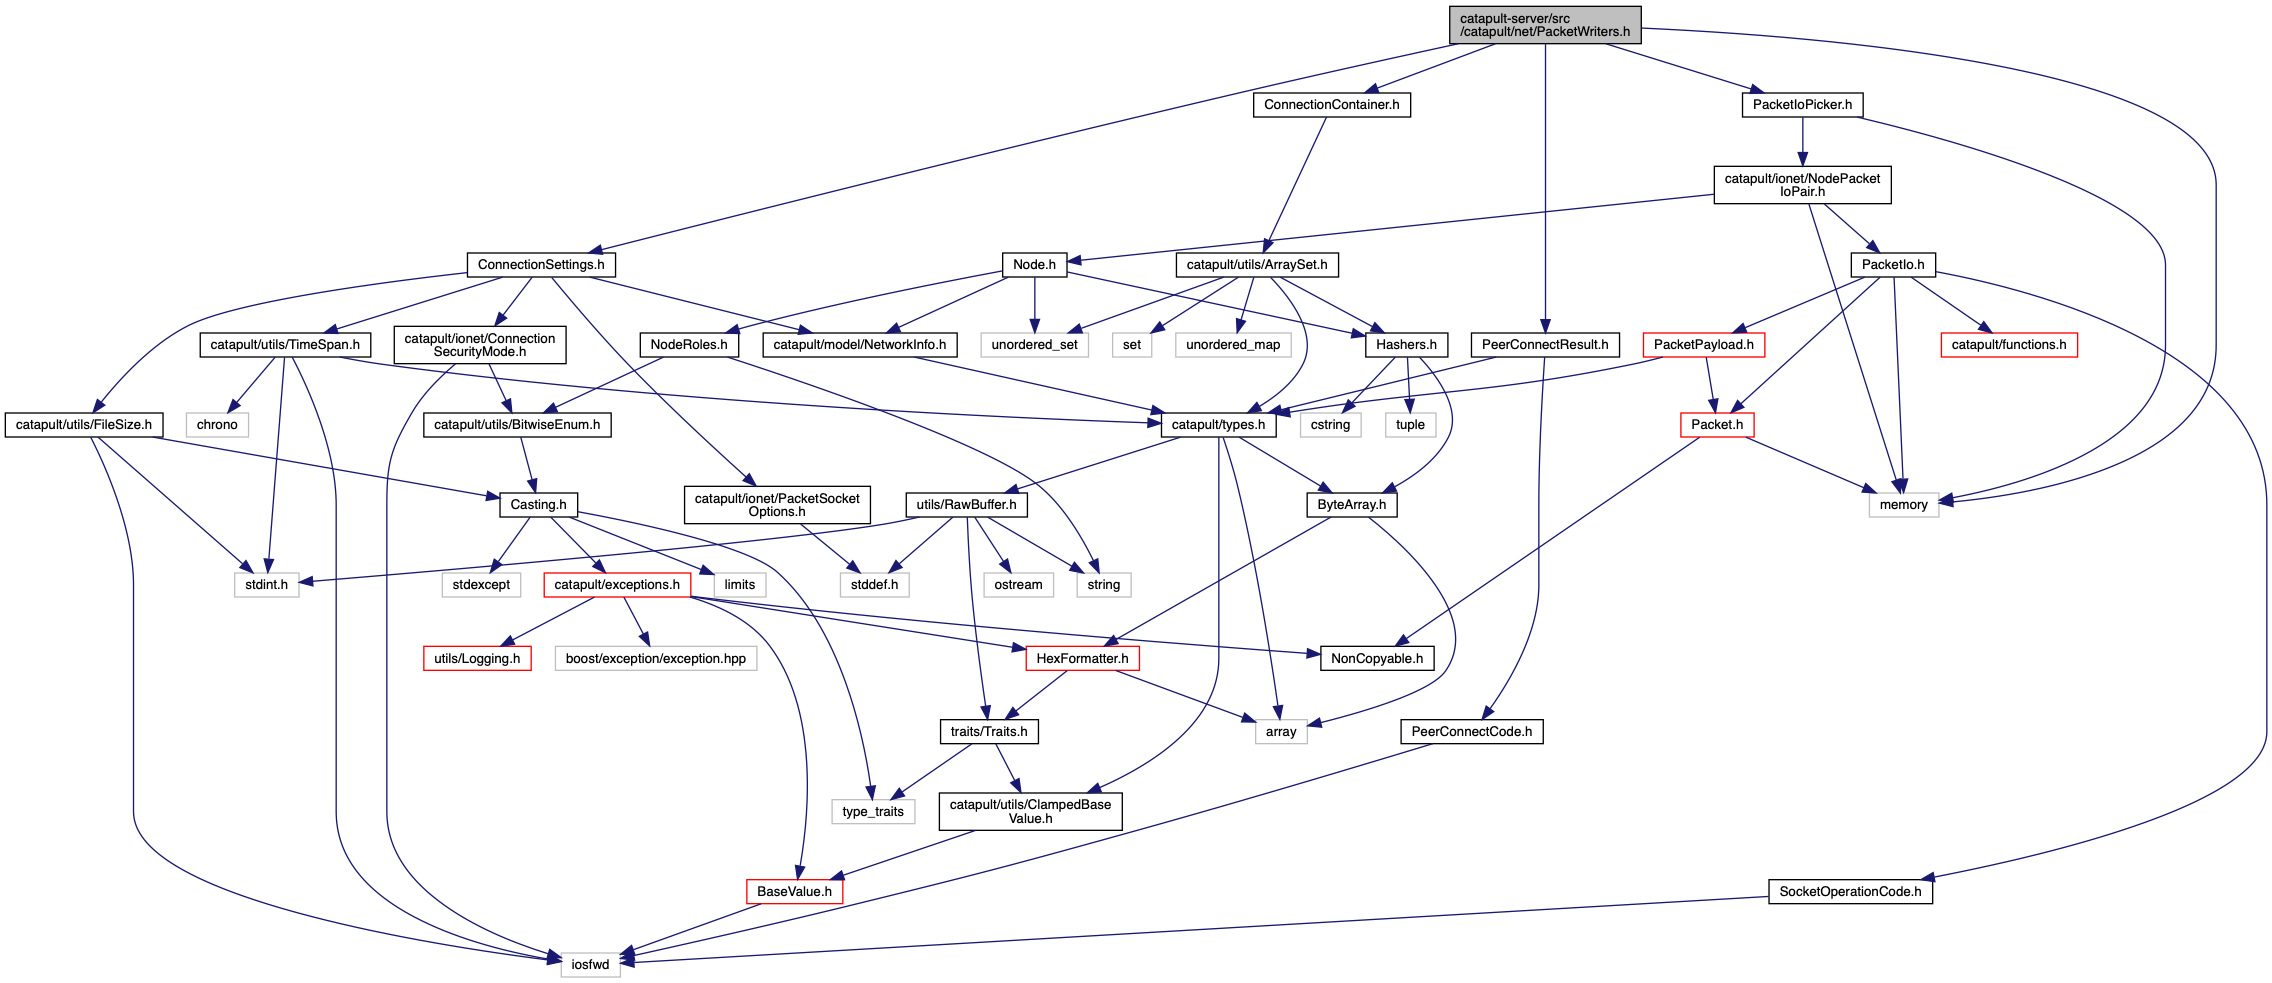 catapult-server/src
/catapult/net/PacketWriters.h
ConnectionContainer.h
PacketIoPicker.h
catapult/ionet/NodePacket
IoPair.h
ConnectionSettings.h
Node.h
catapult/utils/ArraySet.h
PacketIo.h
catapult/utils/TimeSpan.h
catapult/ionet/Connection
SecurityMode.h
NodeRoles.h
catapult/model/NetworkInfo.h
unordered_set
set
unordered_map
Hashers.h
PeerConnectResult.h
PacketPayload.h
catapult/functions.h
catapult/utils/FileSize.h
chrono
catapult/utils/BitwiseEnum.h
catapult/types.h
cstring
tuple
Packet.h
Casting.h
catapult/ionet/PacketSocket
Options.h
utils/RawBuffer.h
ByteArray.h
memory
stdint.h
stdexcept
catapult/exceptions.h
limits
stddef.h
ostream
string
utils/Logging.h
boost/exception/exception.hpp
HexFormatter.h
NonCopyable.h
traits/Traits.h
array
PeerConnectCode.h
type_traits
catapult/utils/ClampedBase
Value.h
BaseValue.h
SocketOperationCode.h
iosfwd